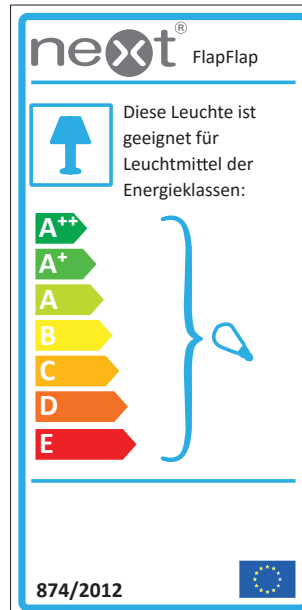 next® FlapFlap
Diese Leuchte ist
geeignet für
Leuchtmittel der
Energieklassen:
A++
A+
A
B
C
D
E
874/2012